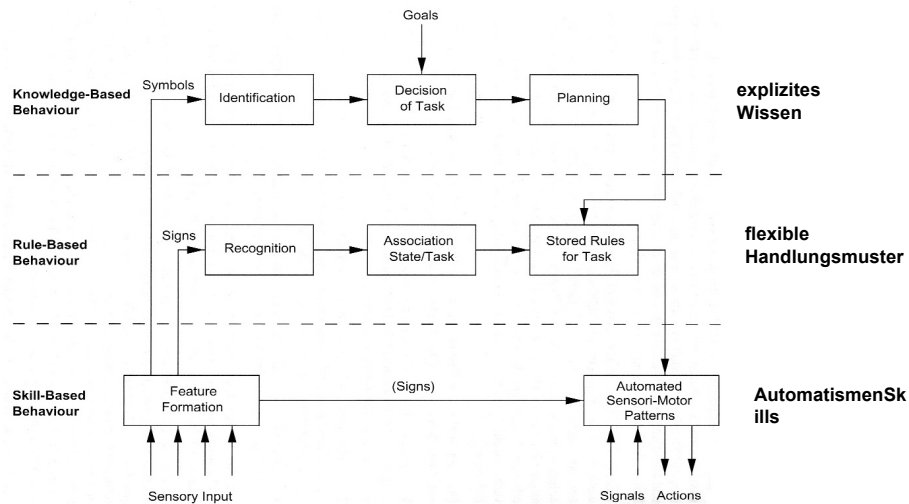 Goals
Knowledge-Based
Behaviour
Symbols
Identification
Decision
of Task
Planning
explizites
Wissen
Rule-Based
Behaviour
Signs
Recognition
Association
State/Task
Stored Rules
for Task
flexible
Handlungsmuster
Skill-Based
Behaviour
Feature
Formation
(Signs)
Automated
Sensori-Motor
Patterns
AutomatismenSk
ills
Sensory Input
Signals
Actions